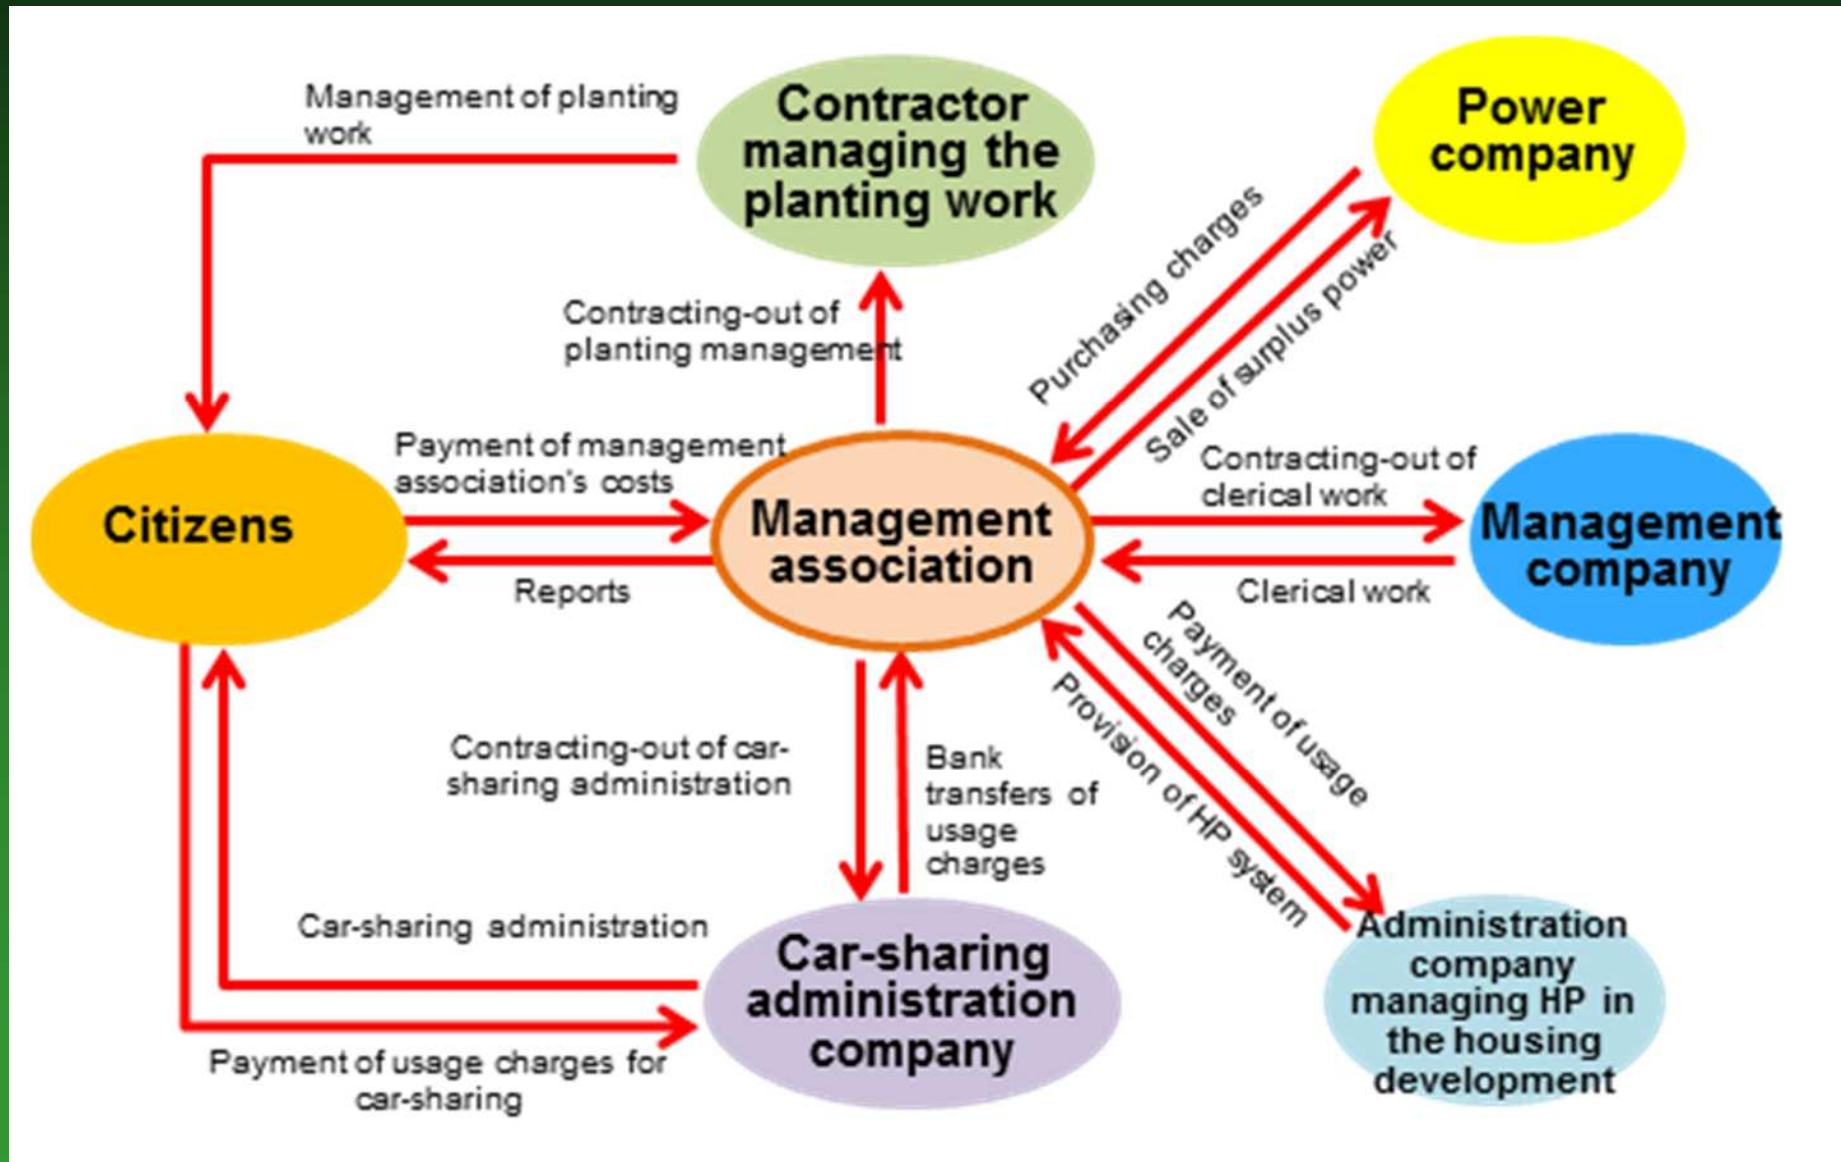 Management of planting
work
Contractor
managing the
planting work
Power
company
Purchasing charges
Sale of surplus power
Contracting-out of
planting management
Payment of management
association's costs
Citizens
Reports
Management
association
Contracting-out of
clerical work
Management
company
Clerical work
Payment of usage
charges
Provision of HP system
Contracting-out of car-
sharing administration
Bank
transfers of
usage
charges
Car-sharing administration
Car-sharing
administration
company
Payment of usage charges for
car-sharing
Administration
company
managing HP in
the housing
development